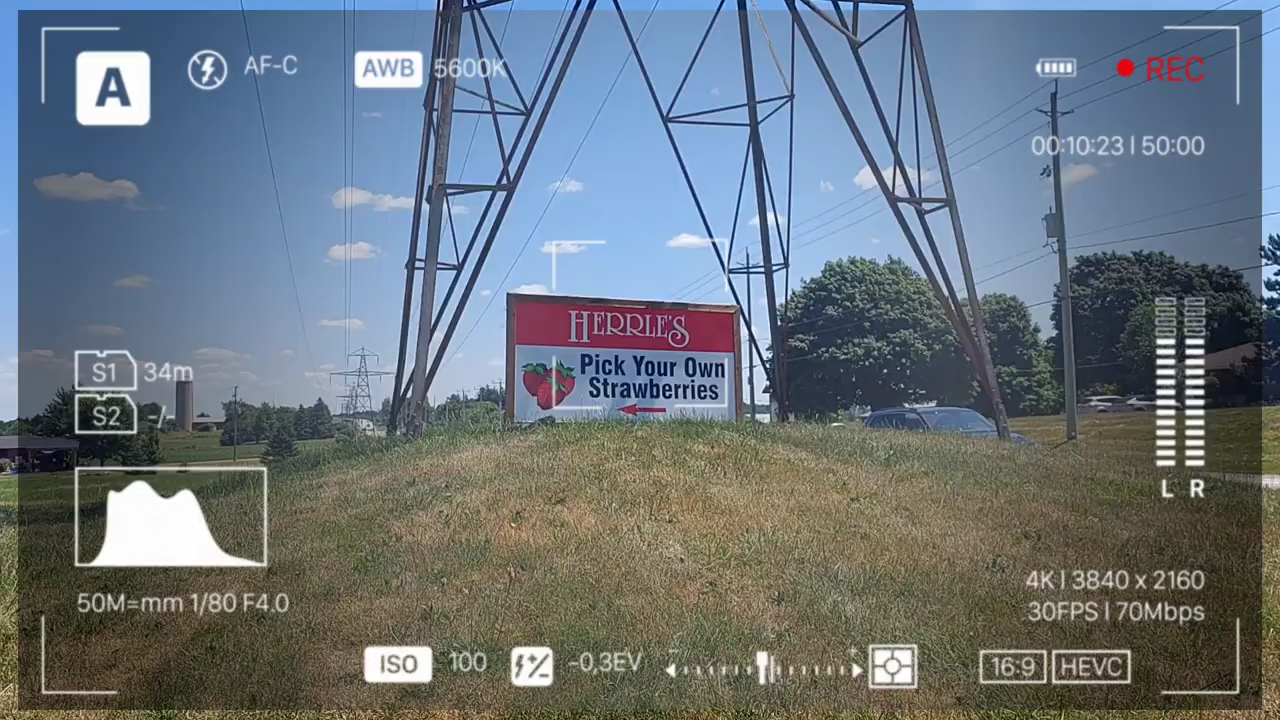 A
AF-C
AWB 5600K
REC
00:10:23 | 50:00
HERRLE'S
Pick Your Own
Strawberries
S1 34m
S2 -/-
L R
50M=mm 1/80 F4.0
4K | 3840 x 2160
30FPS | 70Mbps
ISO 100 -0,3EV
16:9 HEVC